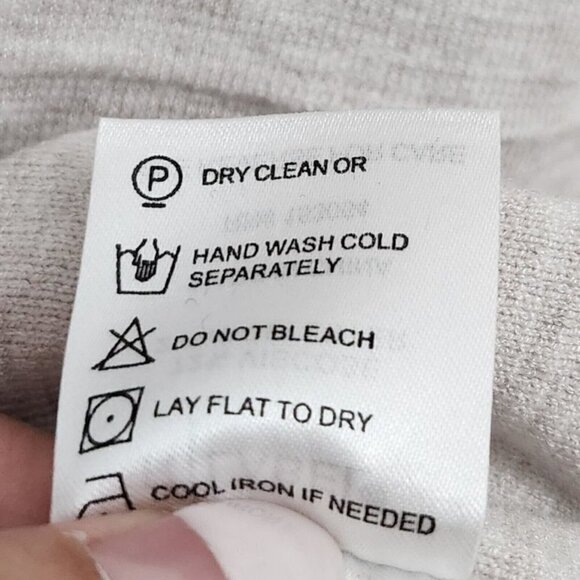 P DRY CLEAN OR
HAND WASH COLD
SEPARATELY
DO NOT BLEACH
LAY FLAT TO DRY
COOL IRON IF NEEDED